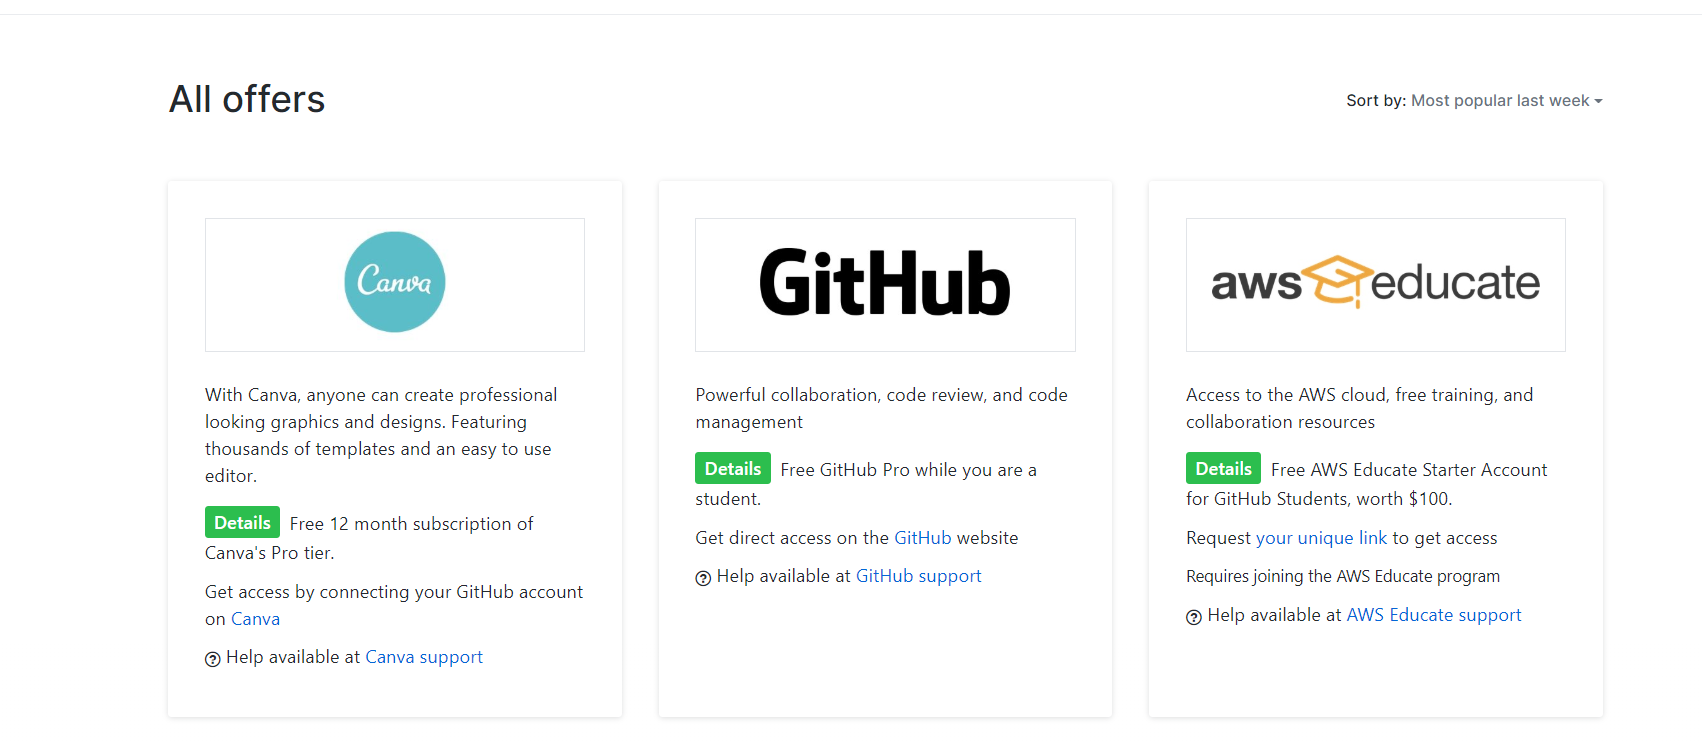 All offers
Sort by: Most popular last week
Canva
With Canva, anyone can create professional
looking graphics and designs. Featuring
thousands of templates and an easy to use
editor.
Details Free 12 month subscription of
Canva's Pro tier.
Get access by connecting your GitHub account
on Canva
Help available at Canva support
GitHub
Powerful collaboration, code review, and code
management
Details Free GitHub Pro while you are a
student.
Get direct access on the GitHub website
Help available at GitHub support
aws educate
Access to the AWS cloud, free training, and
collaboration resources
Details Free AWS Educate Starter Account
for GitHub Students, worth $100.
Request your unique link to get access
Requires joining the AWS Educate program
Help available at AWS Educate support